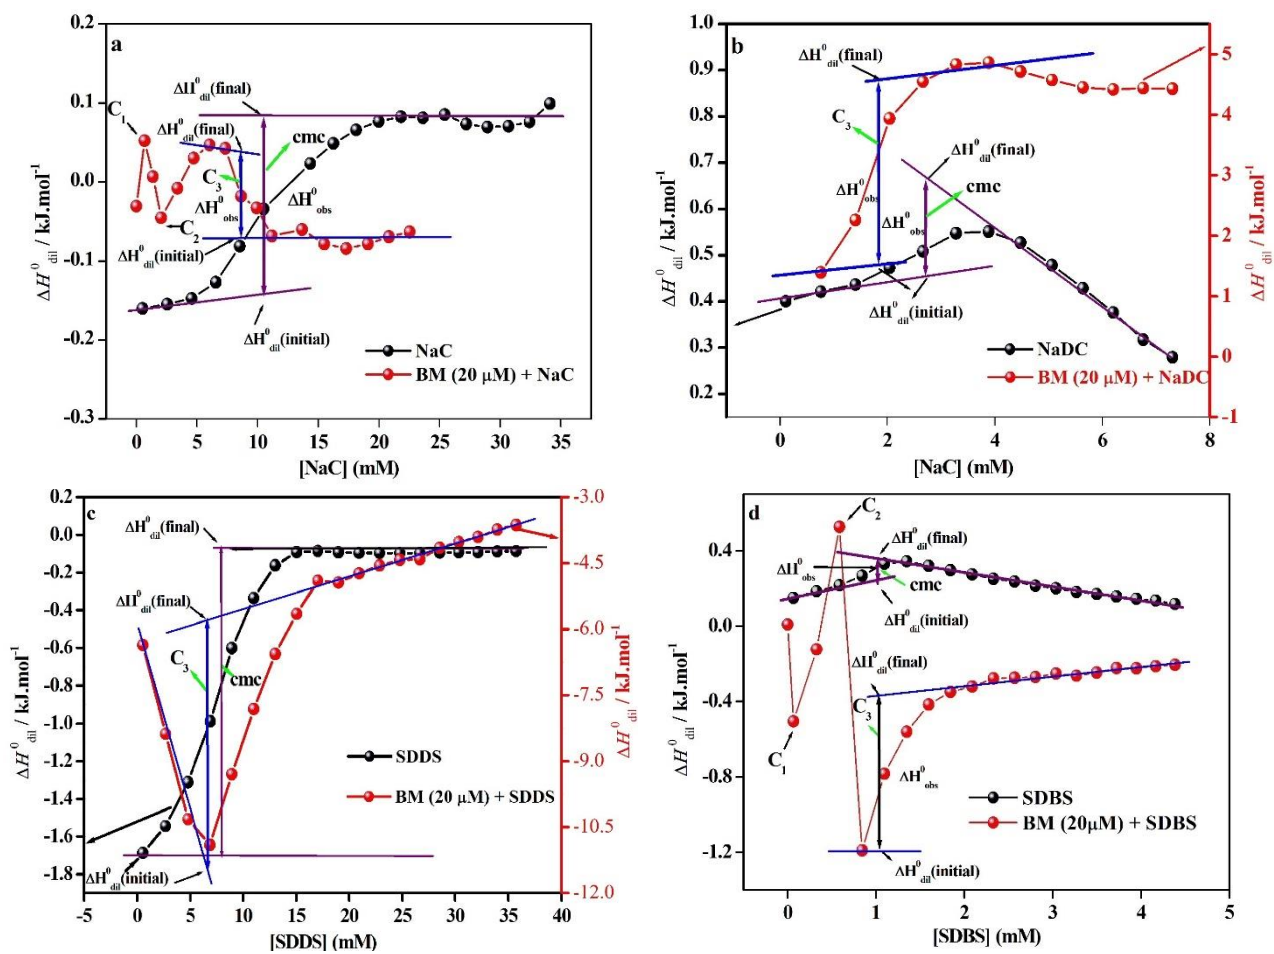 a
0.2
0.1
0.0
-0.1
-0.2
-0.3
ΔH⁰dil / kJ.mol⁻¹
C₁
C₂
C₃
ΔH⁰dil(final)
ΔH⁰dil(final)
cmc
ΔH⁰obs
ΔH⁰obs
ΔH⁰dil(initial)
ΔH⁰dil(initial)
NaC
BM (20 μM) + NaC
0 5 10 15 20 25 30 35
[NaC] (mM)
b
1.0
0.9
0.8
0.7
0.6
0.5
0.4
0.3
0.2
ΔH⁰dil / kJ.mol⁻¹
ΔH⁰dil(final)
C₃
ΔH⁰dil(final)
cmc
ΔH⁰obs
ΔH⁰obs
ΔH⁰dil(initial)
NaDC
BM (20 μM) + NaDC
5
4
3
2
1
0
-1
ΔH⁰dil / kJ.mol⁻¹
0 2 4 6 8
[NaC] (mM)
c
0.2
0.0
-0.2
-0.4
-0.6
-0.8
-1.0
-1.2
-1.4
-1.6
-1.8
ΔH⁰dil / kJ.mol⁻¹
ΔH⁰dil(final)
ΔH⁰dil(final)
C₃
cmc
SDDS
BM (20 μM) + SDDS
ΔH⁰dil(initial)
-3.0
-4.5
-6.0
-7.5
-9.0
-10.5
-12.0
ΔH⁰dil / kJ.mol⁻¹
-5 0 5 10 15 20 25 30 35 40
[SDDS] (mM)
d
0.4
0.0
-0.4
-0.8
-1.2
ΔH⁰dil / kJ.mol⁻¹
C₂
ΔH⁰dil(final)
ΔH⁰obs
cmc
ΔH⁰dil(initial)
ΔH⁰dil(final)
C₃
C₁
ΔH⁰obs
SDBS
BM (20μM) + SDBS
ΔH⁰dil(initial)
0 1 2 3 4 5
[SDBS] (mM)